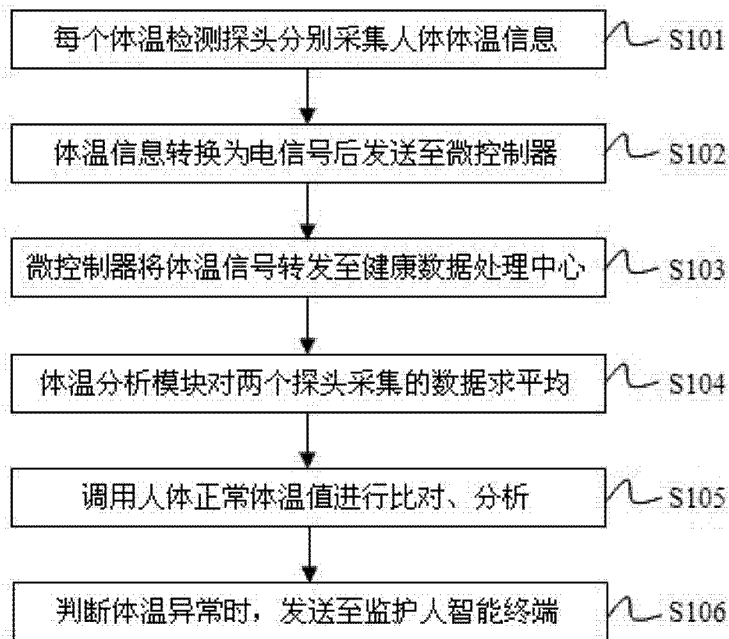 每个体温检测探头分别采集人体体温信息 S101
体温信息转换为电信号后发送至微控制器 S102
微控制器将体温信号转发至健康数据处理中心 S103
体温分析模块对两个探头采集的数据求平均 S104
调用人体正常体温值进行比对、分析 S105
判断体温异常时，发送至监护人智能终端 S106